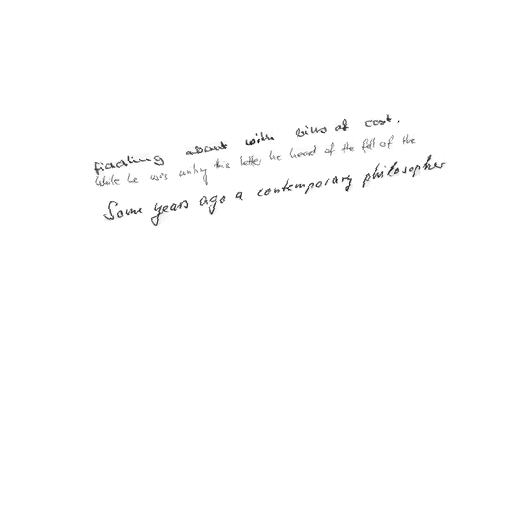 fiddling about with bills of cost.
While he was writing this letter he heard of the fall of the
Some years ago a contemporary philosopher